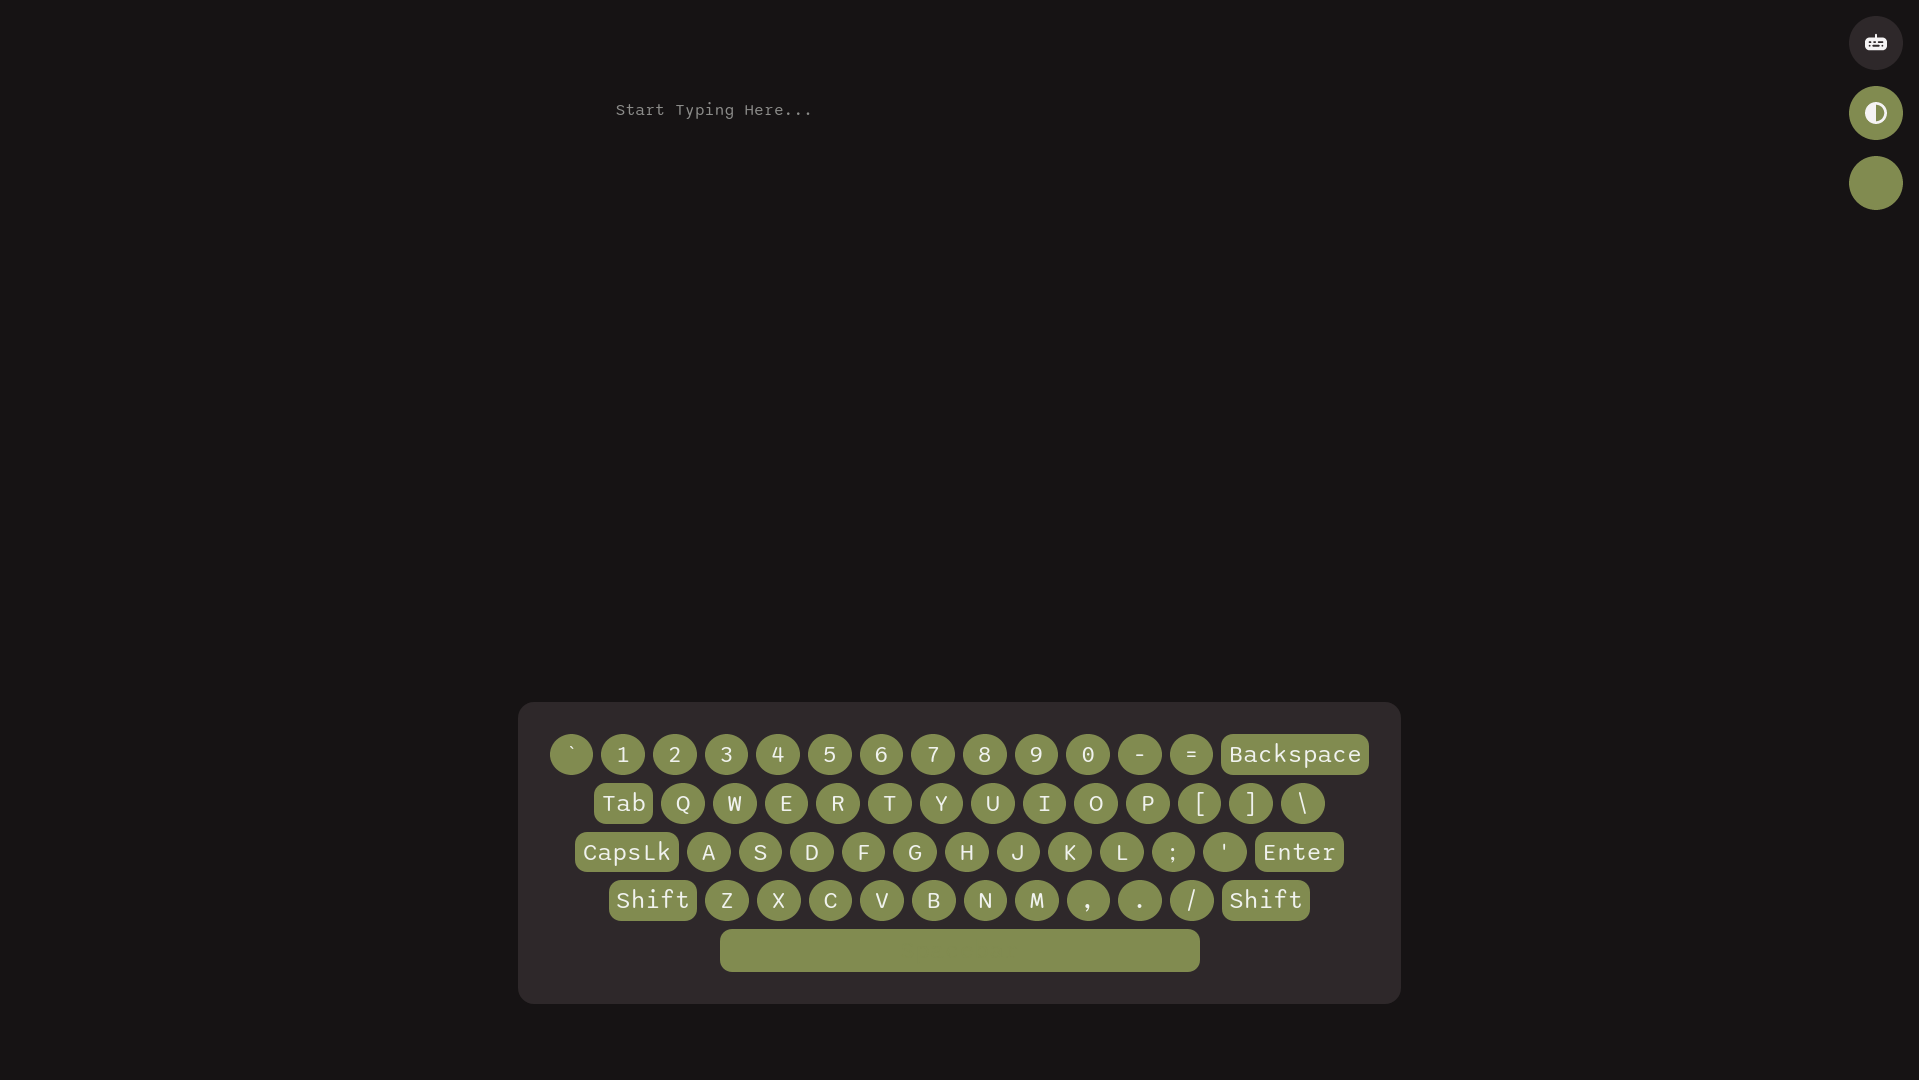 Start Typing Here...
` 1 2 3 4 5 6 7 8 9 0 - = Backspace
Tab Q W E R T Y U I O P [ ] \
CapsLk A S D F G H J K L ; ' Enter
Shift Z X C V B N M , . / Shift